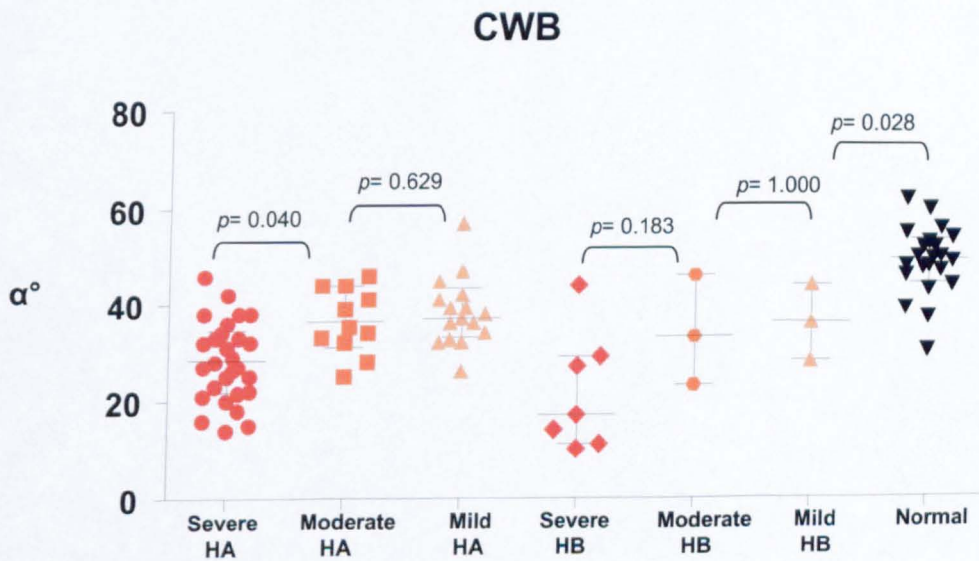 CWB
80
60
40
20
0
α°
p= 0.040
p= 0.629
p= 0.183
p= 1.000
p= 0.028
Severe HA
Moderate HA
Mild HA
Severe HB
Moderate HB
Mild HB
Normal